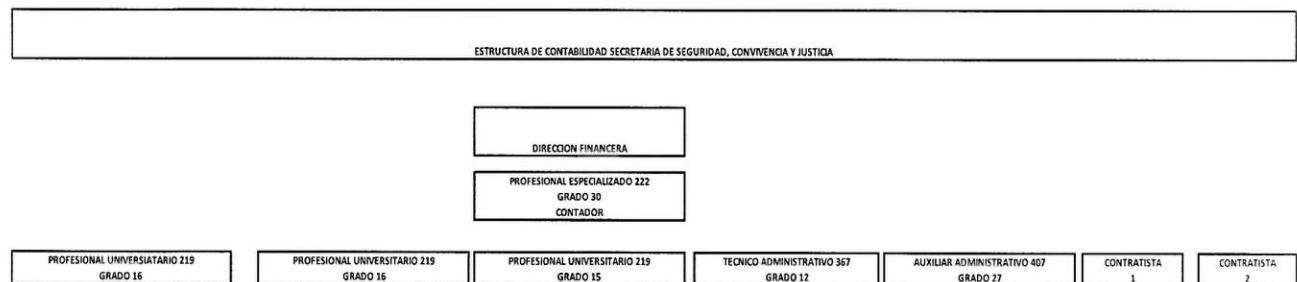 ESTRUCTURA DE CONTABILIDAD SECRETARIA DE SEGURIDAD, CONVIVENCIA Y JUSTICIA
DIRECCION FINANCERA
PROFESIONAL ESPECIALIZADO 222
GRADO 30
CONTADOR
PROFESIONAL UNIVERSIATARIO 219
GRADO 16
PROFESIONAL UNIVERSITARIO 219
GRADO 16
PROFESIONAL UNIVERSITARIO 219
GRADO 15
TECNICO ADMINISTRATIVO 367
GRADO 12
AUXILIAR ADMINISTRATIVO 407
GRADO 27
CONTRATISTA
1
CONTRATISTA
2